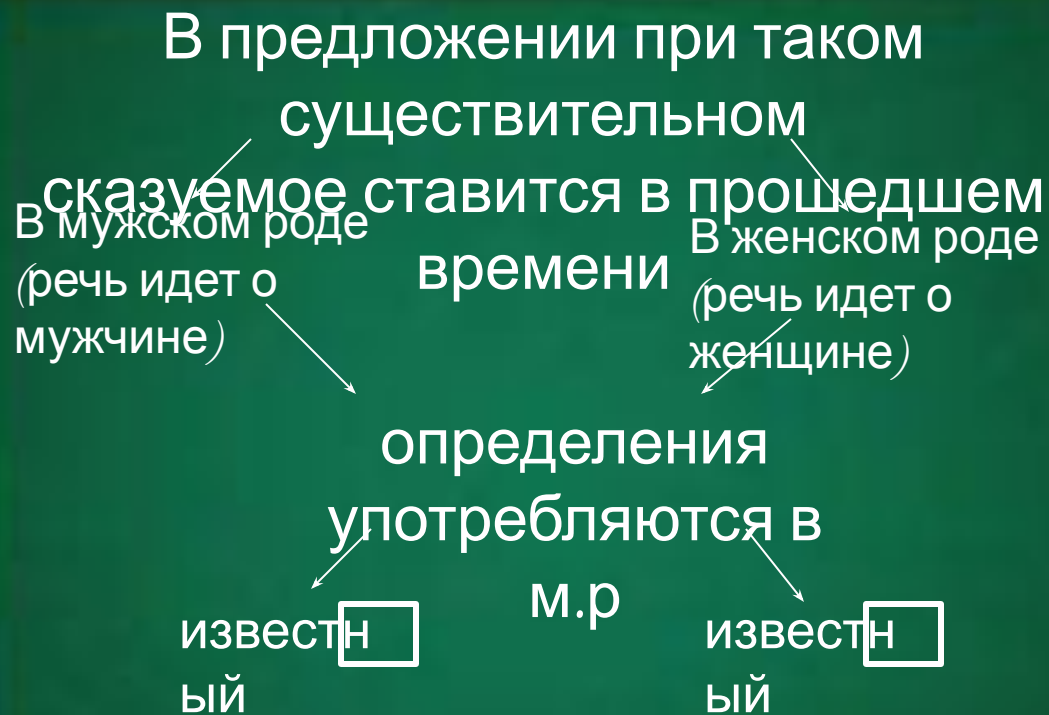 В предложении при таком
существительном
сказуемое ставится в прошедшем
времени
В мужском роде
(речь идет о
мужчине)
В женском роде
(речь идет о
женщине)
определения
употребляются в
м.р
известн
ый
известн
ый